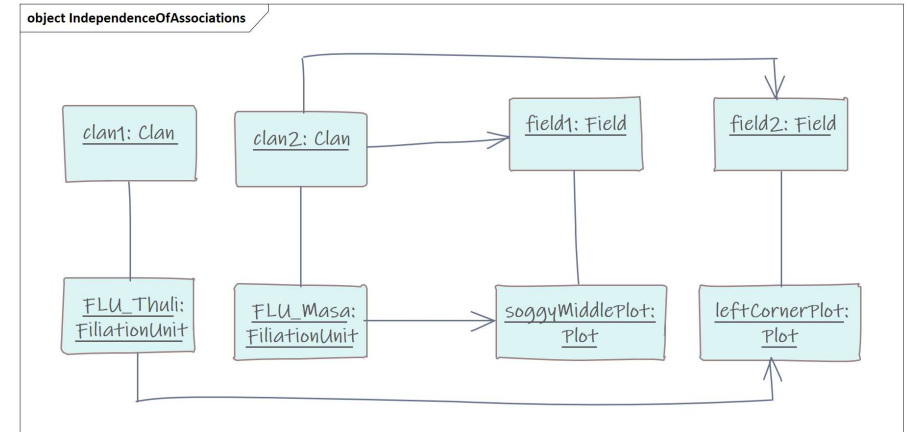 object IndependenceOfAssociations
clan1: Clan
clan2: Clan
field1: Field
field2: Field
FLU_Thuli:
FiliationUnit
FLU_Masa:
FiliationUnit
soggyMiddlePlot:
Plot
leftCornerPlot:
Plot